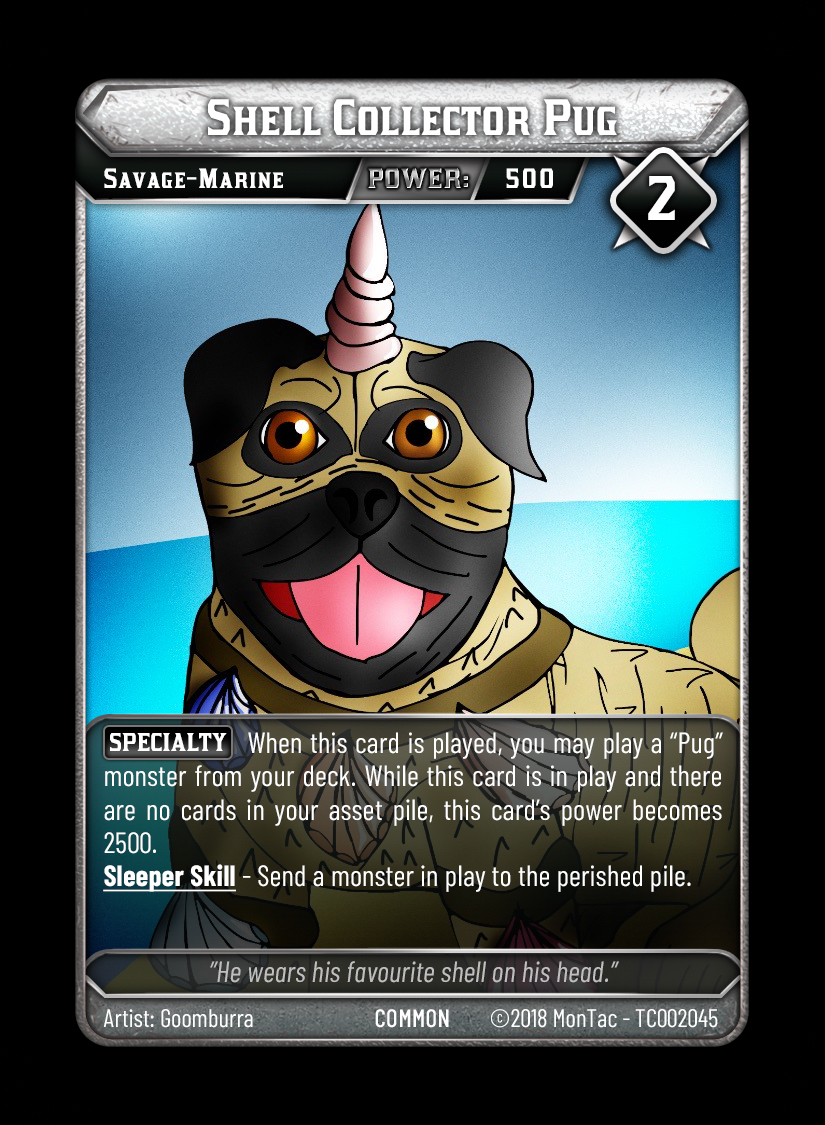 Shell Collector Pug
Savage-Marine POWER: 500
2
SPECIALTY When this card is played, you may play a “Pug”
monster from your deck. While this card is in play and there
are no cards in your asset pile, this card’s power becomes
2500.
Sleeper Skill - Send a monster in play to the perished pile.
“He wears his favourite shell on his head.”
Artist: Goomburra COMMON ©2018 MonTac - TC002045